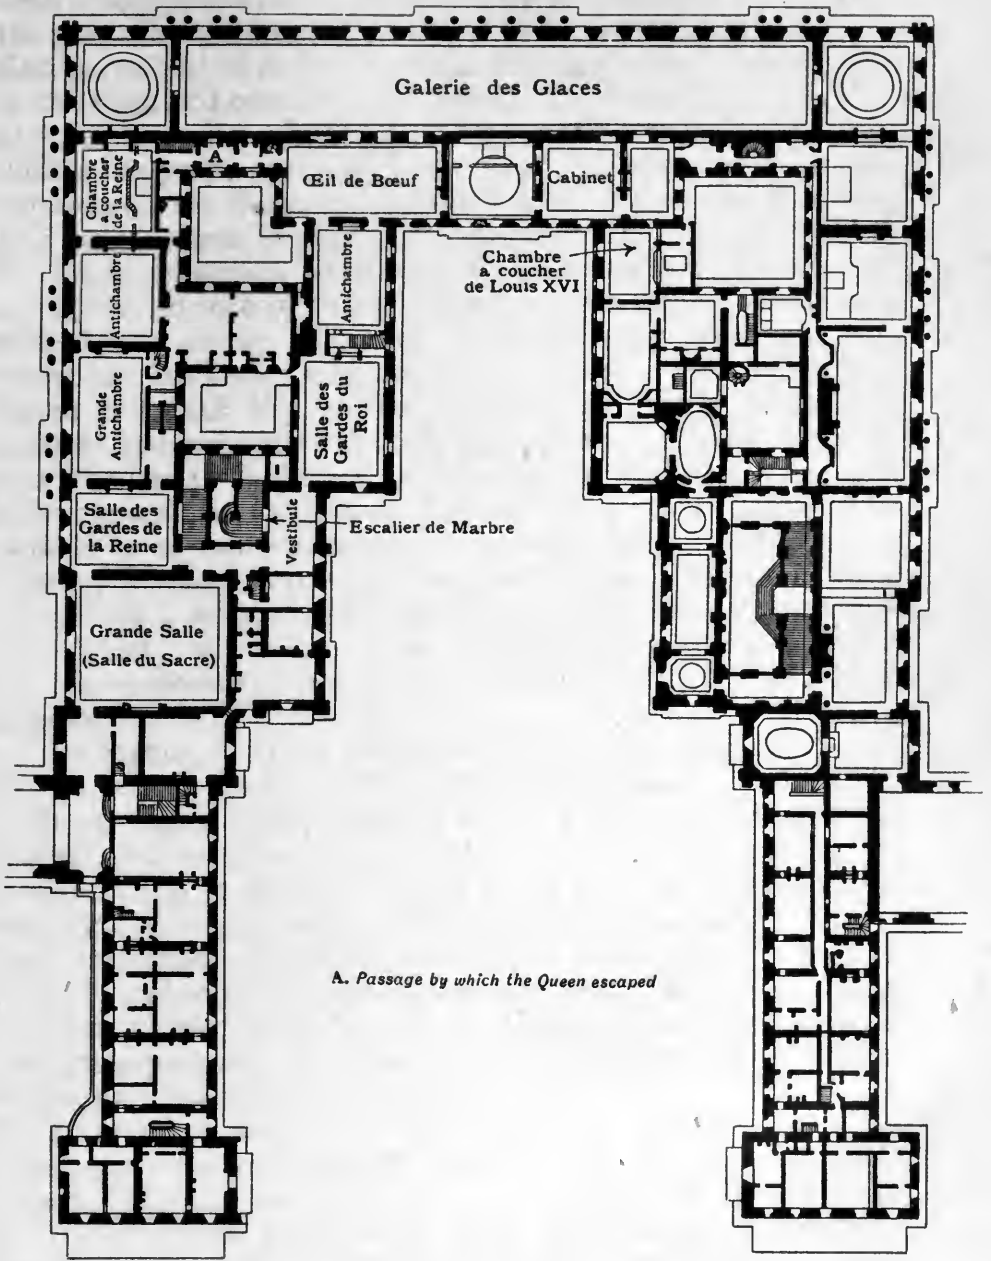 Galerie des Glaces
A
Chambre
a coucher
de la Reine
Œil de Bœuf
Cabinet
Antichambre
Antichambre
Chambre
a coucher
de Louis XVI
Grande
Antichambre
Salle des
Gardes du
Roi
Salle des
Gardes de
la Reine
Vestibule
Escalier de Marbre
Grande Salle
(Salle du Sacre)
A. Passage by which the Queen escaped